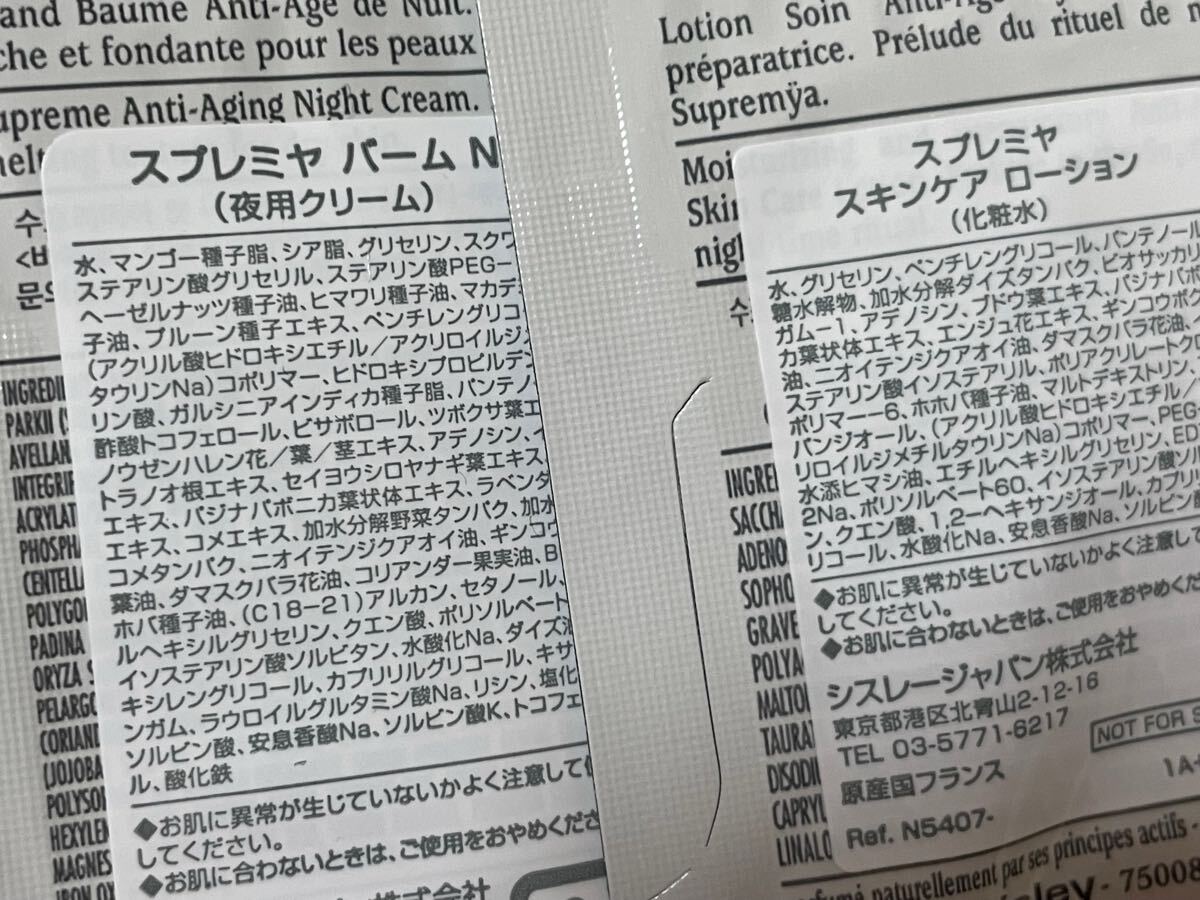 and Baume Anti-Age de Nuit.
che et fondante pour les peaux
upreme Anti-Aging Night Cream.
スプレミヤ バーム N
(夜用クリーム)
水、マンゴー種子脂、シア脂、グリセリン、スクワ
ステアリン酸グリセリル、ステアリン酸PEG-
ヘーゼルナッツ種子油、ヒマワリ種子油、マカデ
子油、プルーン種子エキス、ペンチレングリコ
(アクリル酸ヒドロキシエチル/アクリロイルジ
タウリンNa)コポリマー、ヒドロキシプロピルデン
リン酸、ガルシニアインディカ種子脂、パンテノ
酢酸トコフェロール、ビサボロール、ツボクサ葉エ
ノウゼンハレン花/葉/茎エキス、アデノシン、イ
トラノオ根エキス、セイヨウシロヤナギ葉エキス
エキス、パジナパボニカ葉状体エキス、ラベンダ
エキス、コメエキス、加水分解野菜タンパク、加水
コメタンパク、ニオイテンジクアオイ油、ギンコウ
葉油、ダマスクバラ花油、コリアンダー果実油、B
ホバ種子油、(C18-21)アルカン、セタノール、
ルヘキシルグリセリン、クエン酸、ポリソルベート
イソステアリン酸ソルビタン、水酸化Na、ダイズ油
キシレングリコール、カプリリルグリコール、キサ
ンガム、ラウロイルグルタミン酸Na、リシン、塩化
ソルビン酸、安息香酸Na、ソルビン酸K、トコフェ
ル、酸化鉄
◆お肌に異常が生じていないかよく注意して使
してください。
◆お肌に合わないときは、ご使用をおやめくださ
株式会社
수
문의
INGREDIE
PARKII (
AVELLAN
INTEGRIF
ACRYLAT
PHOSPHA
CENTELLA
POLYGO
PADINA
ORYZA S
PELARGO
CORIAND
(JOJOBA
POLYSOR
HEXYLEN
MAGNES
IRON OX
Lotion Soin Anti-Ag
préparatrice. Prélude du rituel de n
Supremÿa.
Moi
Skin
nigh
スプレミヤ
スキンケア ローション
(化粧水)
水、グリセリン、ペンチレングリコール、パンテノール
糖水解物、加水分解ダイズタンパク、ビオサッカリ
ガム-1、アデノシン、ブドウ葉エキス、パジナパボ
カ葉状体エキス、エンジュ花エキス、ギンコウボク
油、ニオイテンジクアオイ油、ダマスクバラ花油、
ステアリン酸イソステアリル、ポリアクリレートクロ
ポリマー-6、ホホバ種子油、マルトデキストリン、
パンジオール、(アクリル酸ヒドロキシエチル/
リロイルジメチルタウリンNa)コポリマー、PEG
水添ヒマシ油、エチルヘキシルグリセリン、ED
2Na、ポリソルベート60、イソステアリン酸ソル
ン、クエン酸、1,2-ヘキサンジオール、カプリ
リコール、水酸化Na、安息香酸Na、ソルビン
◆お肌に異常が生じていないかよく注意して
してください。
◆お肌に合わないときは、ご使用をおやめくださ
シスレージャパン株式会社
東京都港区北青山2-12-16
TEL 03-5771-6217
NOT FOR S
原産国フランス
1A
Ref. N5407-
수
INGRE
SACCHA
ADENO
SOPHO
GRAVE
POLYA
MALTO
TAURA
DISODI
CAPRYL
LINALO
rfumé naturellement par ses principes actifs -
sley - 75008